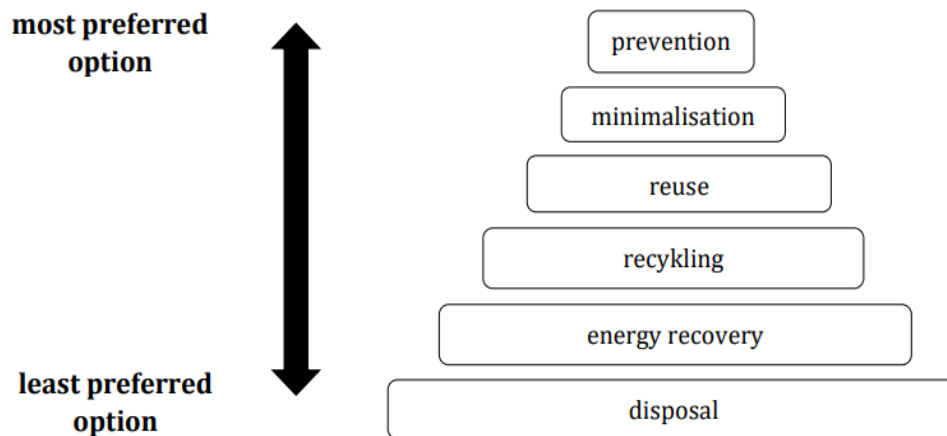 most preferred
option
prevention
minimalisation
reuse
recykling
energy recovery
least preferred
option
disposal